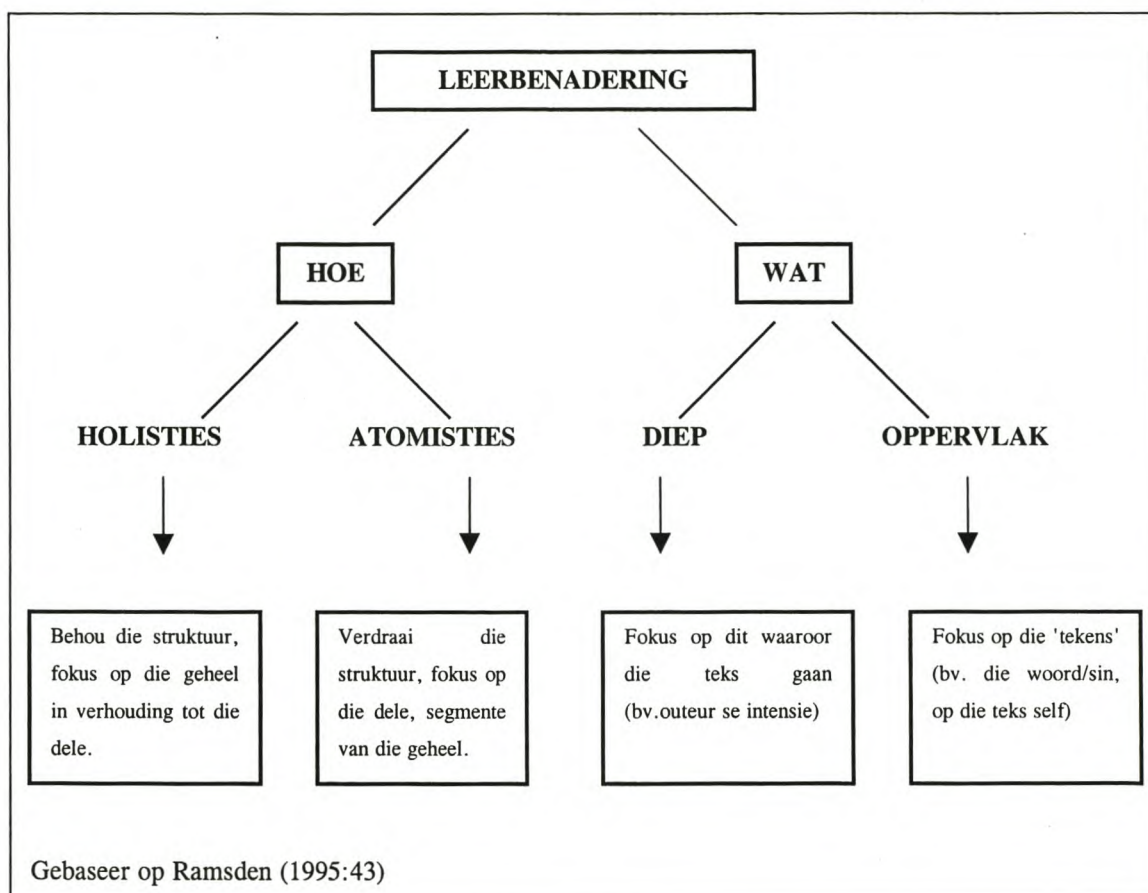 LEERBENADERING
HOE
WAT
HOLISTIES
ATOMISTIES
DIEP
OPPERVLAK
Behou die struktuur,
fokus op die geheel
in verhouding tot die
dele.
Verdraai die
struktuur, fokus op
die dele, segmente
van die geheel.
Fokus op dit waaroor
die teks gaan
(bv.outeur se intensie)
Fokus op die 'tekens'
(bv. die woord/sin,
op die teks self)
Gebaseer op Ramsden (1995:43)